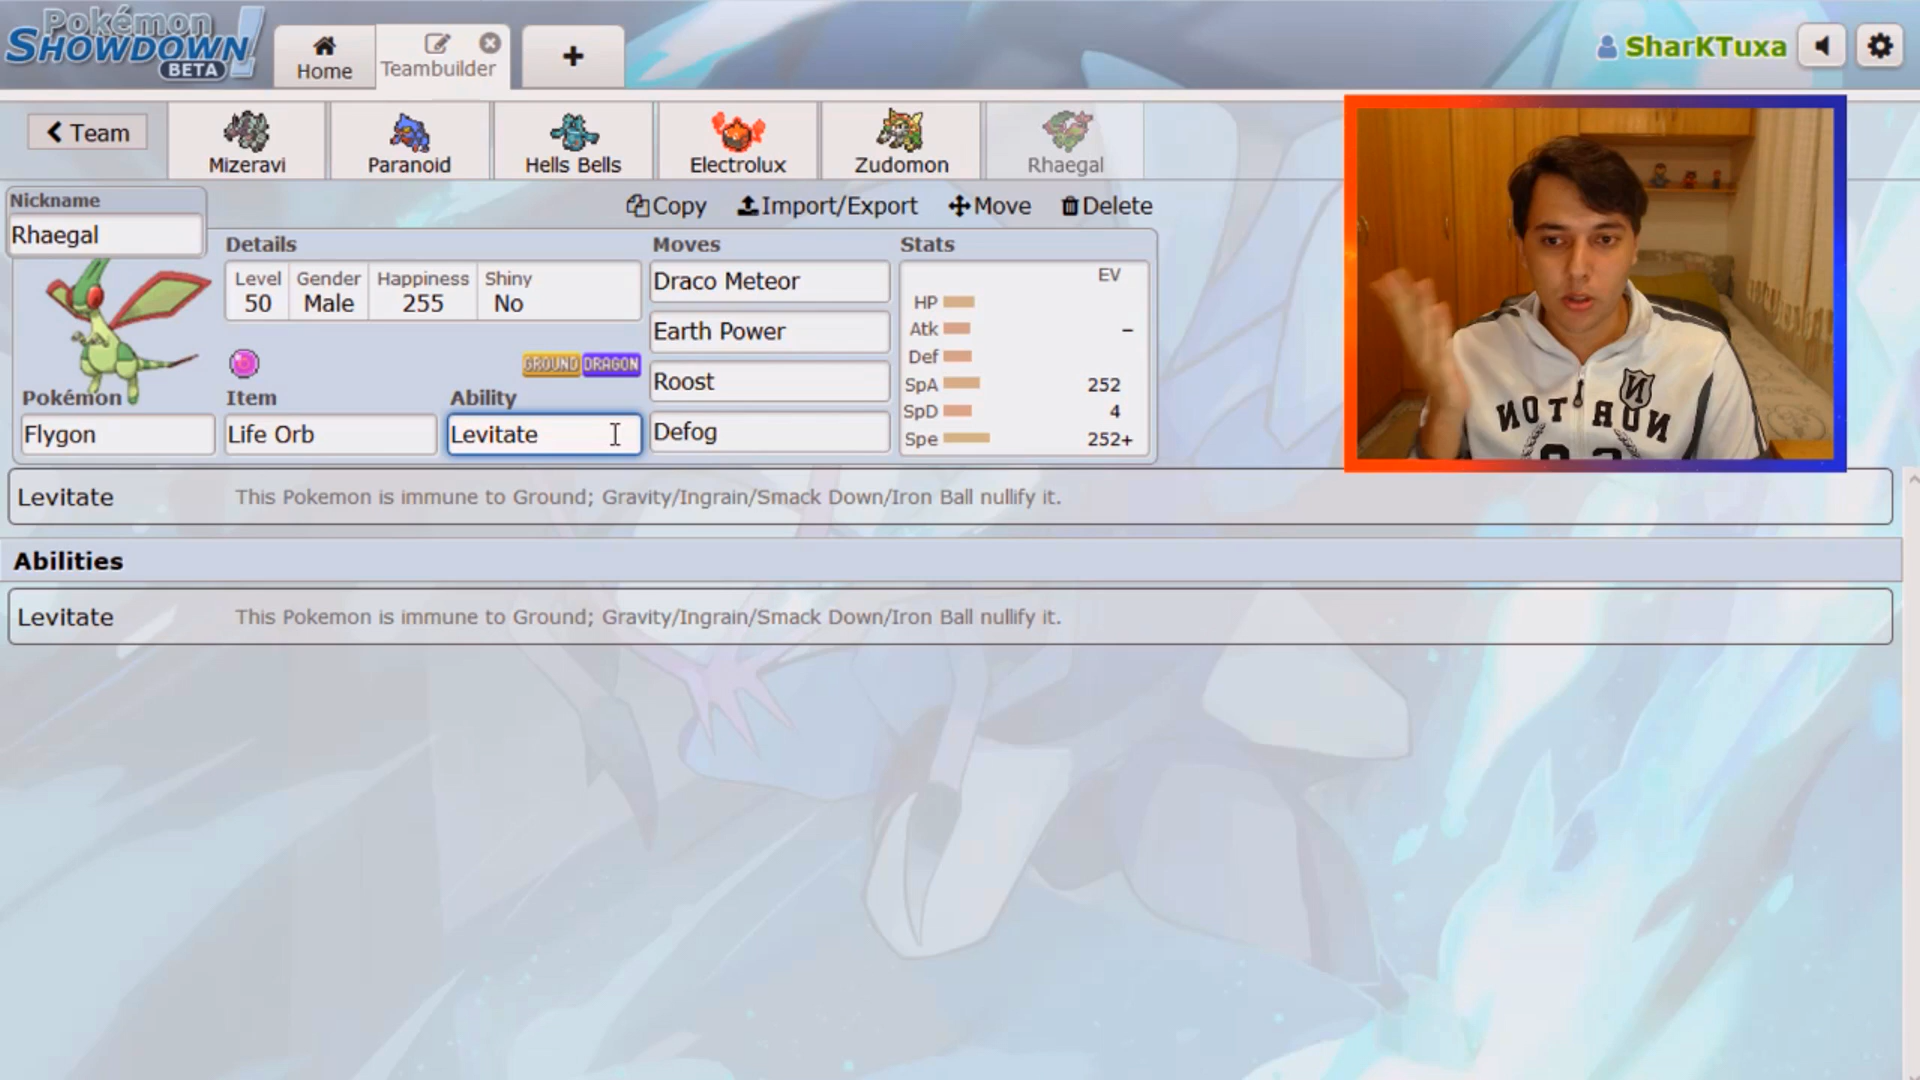 Pokémon
SHOWDOWN!
BETA
Home
Teambuilder
+
SharKTuxa
Team
Mizeravi
Paranoid
Hells Bells
Electrolux
Zudomon
Rhaegal
Nickname
Rhaegal
Copy
Import/Export
Move
Delete
Details
Moves
Stats
Level
Gender
Happiness
Shiny
50
Male
255
No
Draco Meteor
Earth Power
Roost
Defog
EV
HP
Atk –
Def
SpA 252
SpD 4
Spe 252+
GROUND DRAGON
Pokémon
Item
Ability
Flygon
Life Orb
Levitate
Levitate This Pokemon is immune to Ground; Gravity/Ingrain/Smack Down/Iron Ball nullify it.
Abilities
Levitate This Pokemon is immune to Ground; Gravity/Ingrain/Smack Down/Iron Ball nullify it.